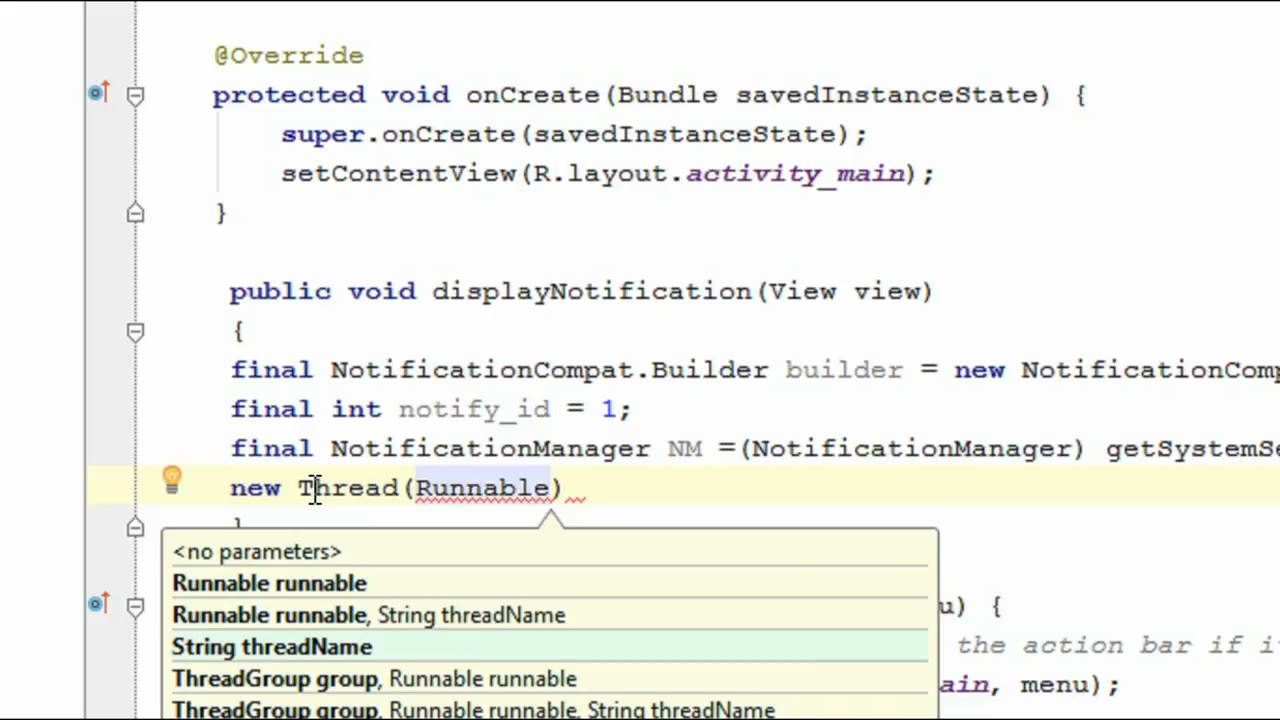 @Override
protected void onCreate(Bundle savedInstanceState) {
super.onCreate(savedInstanceState);
setContentView(R.layout.activity_main);
}
public void displayNotification(View view)
{
final NotificationCompat.Builder builder = new NotificationComp
final int notify_id = 1;
final NotificationManager NM =(NotificationManager) getSystemSe
new Thread(Runnable)
}
<no parameters>
Runnable runnable
Runnable runnable, String threadName
u) {
String threadName
the action bar if i
ThreadGroup group, Runnable runnable
ain, menu);
ThreadGroup group, Runnable runnable, String threadName